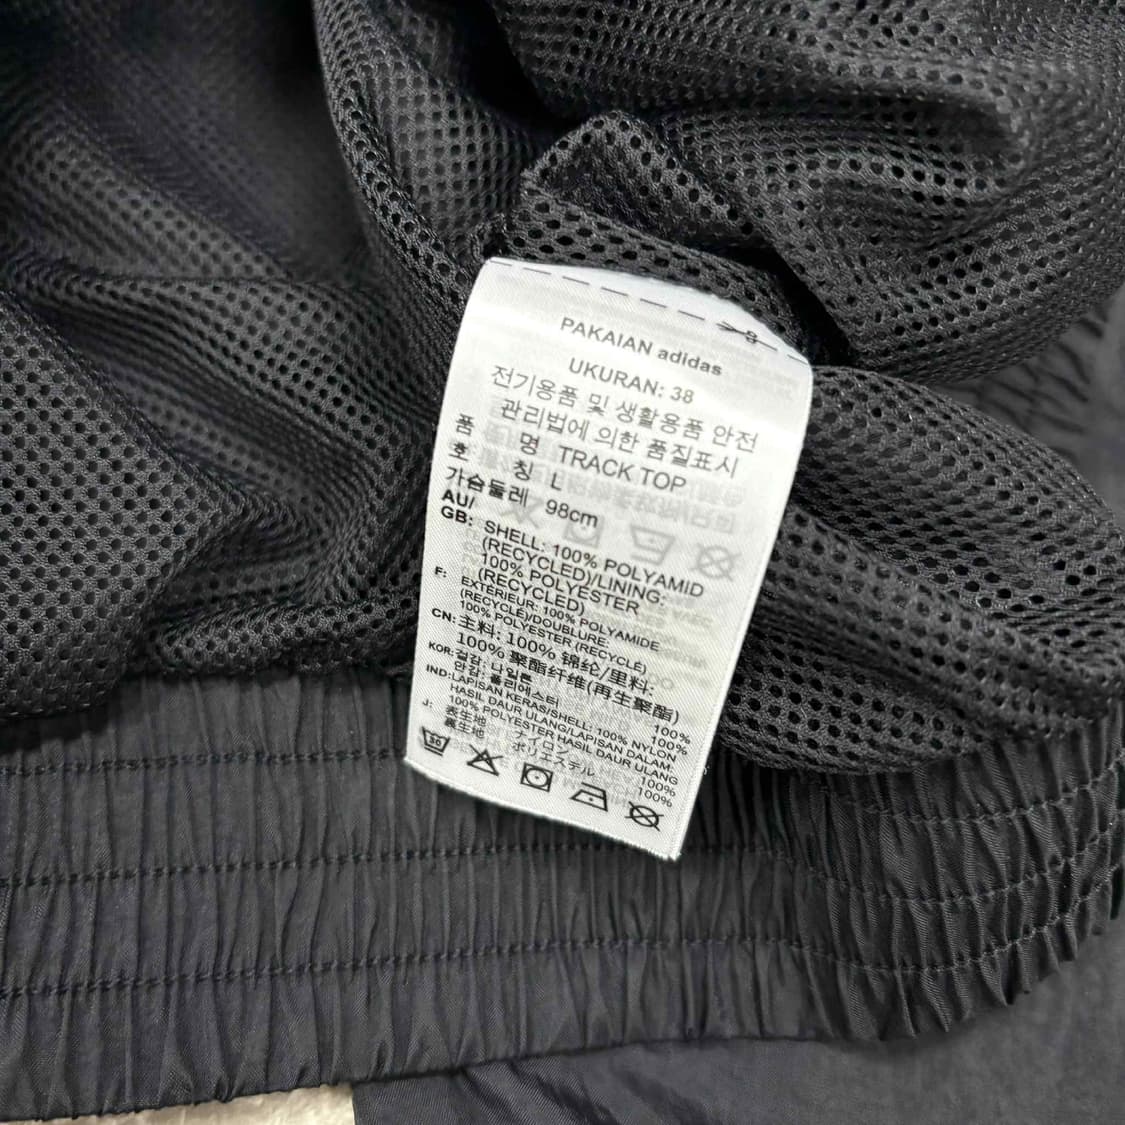 PAKAIAN adidas
UKURAN: 38
전기용품 및 생활용품 안전
관리법에 의한 품질표시
품 명 TRACK TOP
호 칭 L
가슴둘레 98cm
AU/
GB: SHELL: 100% POLYAMID
(RECYCLED)/LINING:
100% POLYESTER
(RECYCLED)
F: EXTÉRIEUR: 100% POLYAMIDE
(RECYCLÉ)/DOUBLURE:
100% POLYESTER (RECYCLÉ)
CN: 主料: 100% 锦纶/里料:
100% 聚酯纤维(再生聚酯)
KOR: 겉감: 나일론 100%
안감: 폴리에스터 100%
IND: LAPISAN KERAS/SHELL: 100% NYLON
HASIL DAUR ULANG/LAPISAN DALAM:
100% POLYESTER HASIL DAUR ULANG
J: 表生地 ナイロン 100%
裏生地 ポリエステル 100%
30